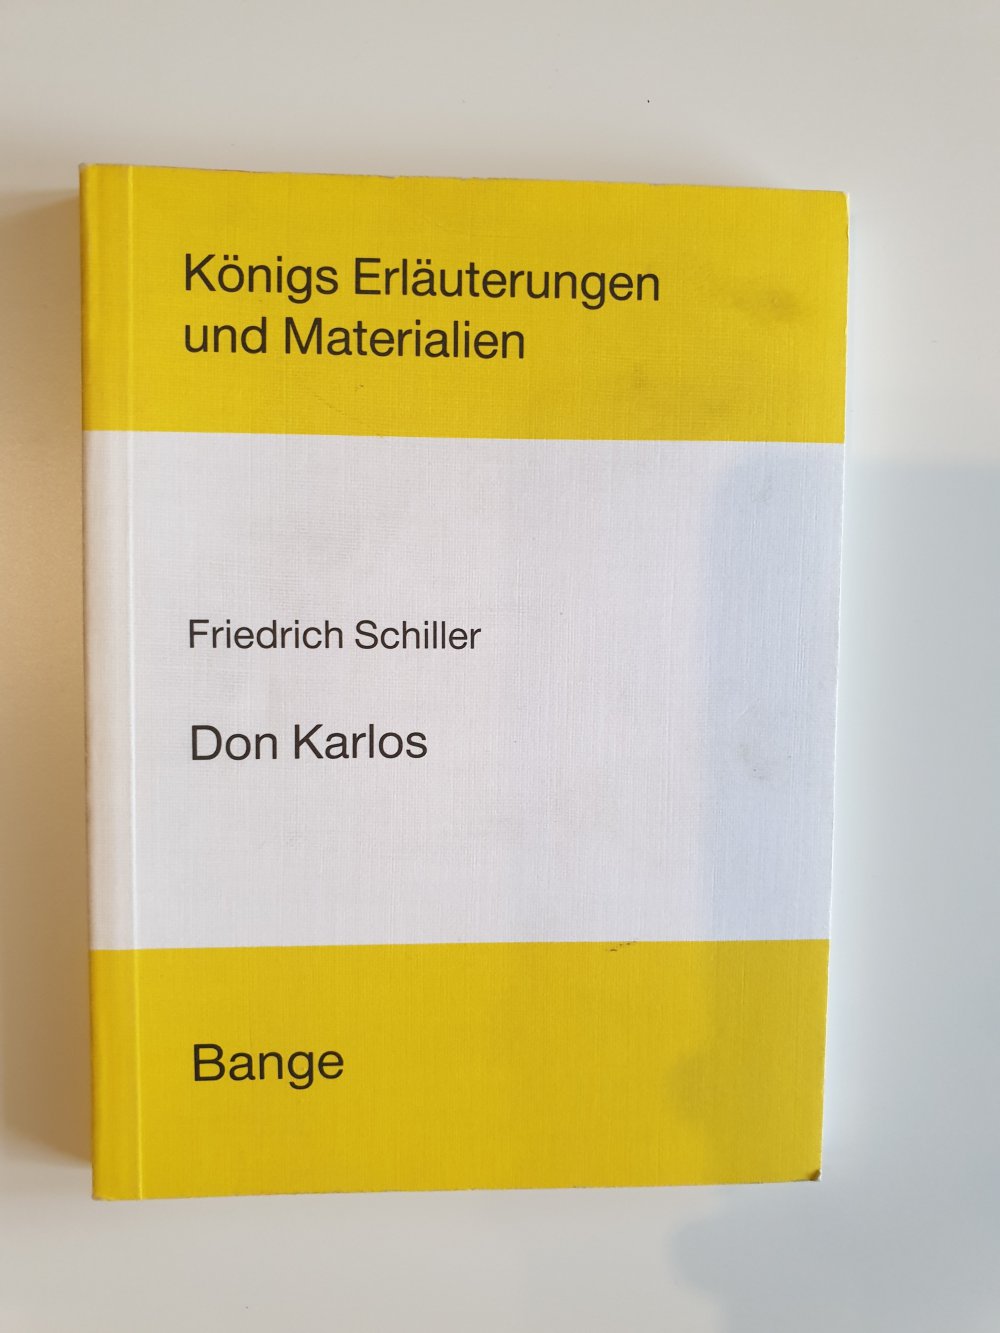 Königs Erläuterungen
und Materialien
Friedrich Schiller
Don Karlos
Bange